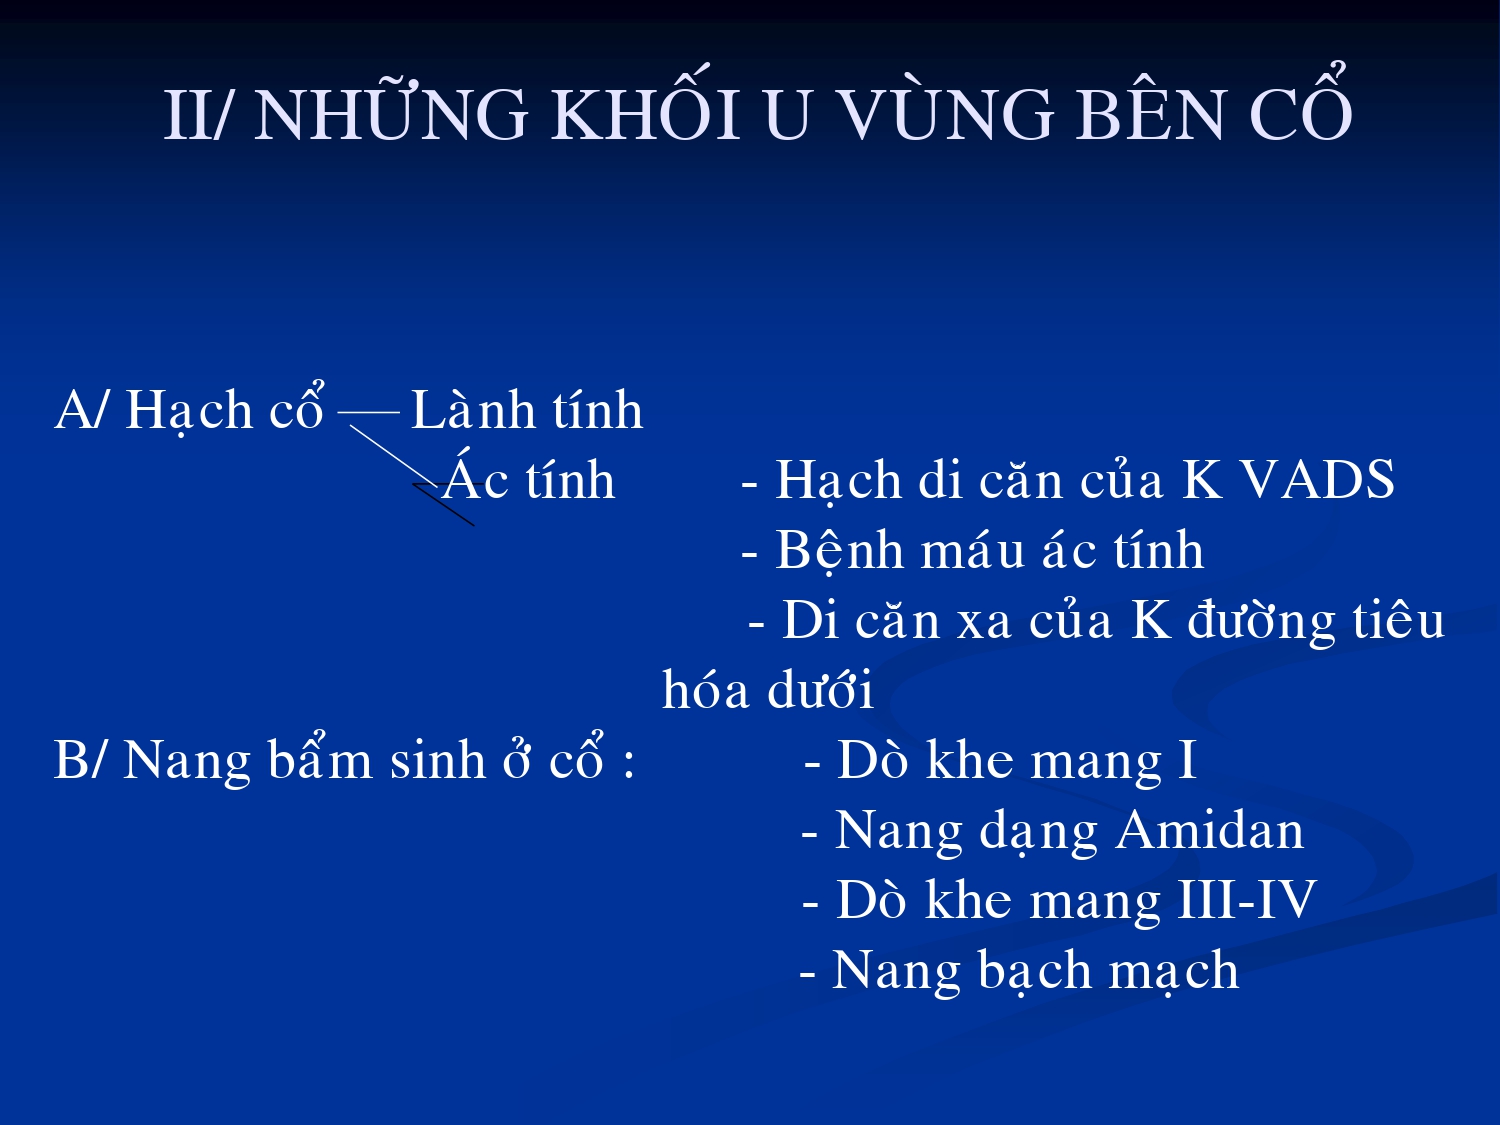 II/ NHỮNG KHỐI U VÙNG BÊN CỔ
A/ Hạch cổ Lành tính
Ác tính - Hạch di căn của K VADS
- Bệnh máu ác tính
- Di căn xa của K đường tiêu
hóa dưới
B/ Nang bẩm sinh ở cổ : - Dò khe mang I
- Nang dạng Amidan
- Dò khe mang III-IV
- Nang bạch mạch